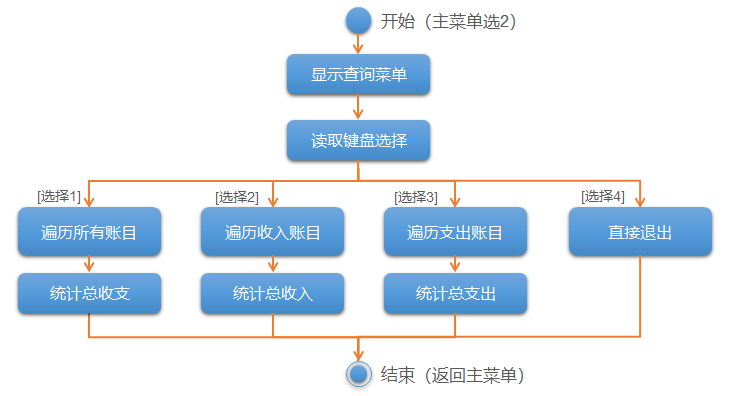 开始（主菜单选2）
显示查询菜单
读取键盘选择
[选择1]
[选择2]
[选择3]
[选择4]
遍历所有账目
遍历收入账目
遍历支出账目
直接退出
统计总收支
统计总收入
统计总支出
结束（返回主菜单）